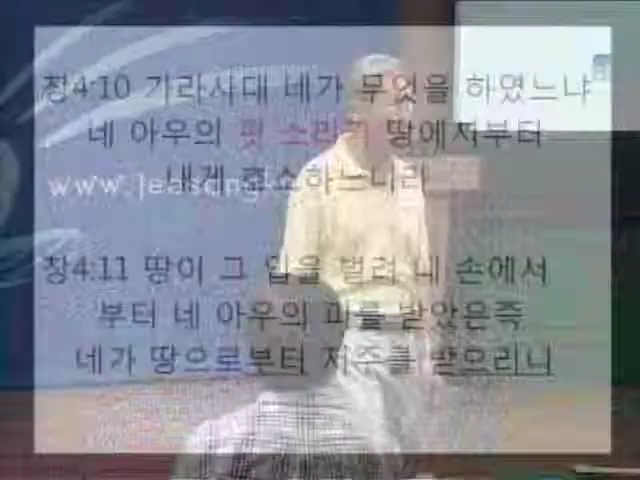 창4:10 가라사대 네가 무엇을 하였느냐
네 아우의 핏 소리가 땅에서부터
내게 호소하느니라
창4:11 땅이 그 입을 벌려 네 손에서
부터 네 아우의 피를 받았은즉
네가 땅으로부터 저주를 받으리니